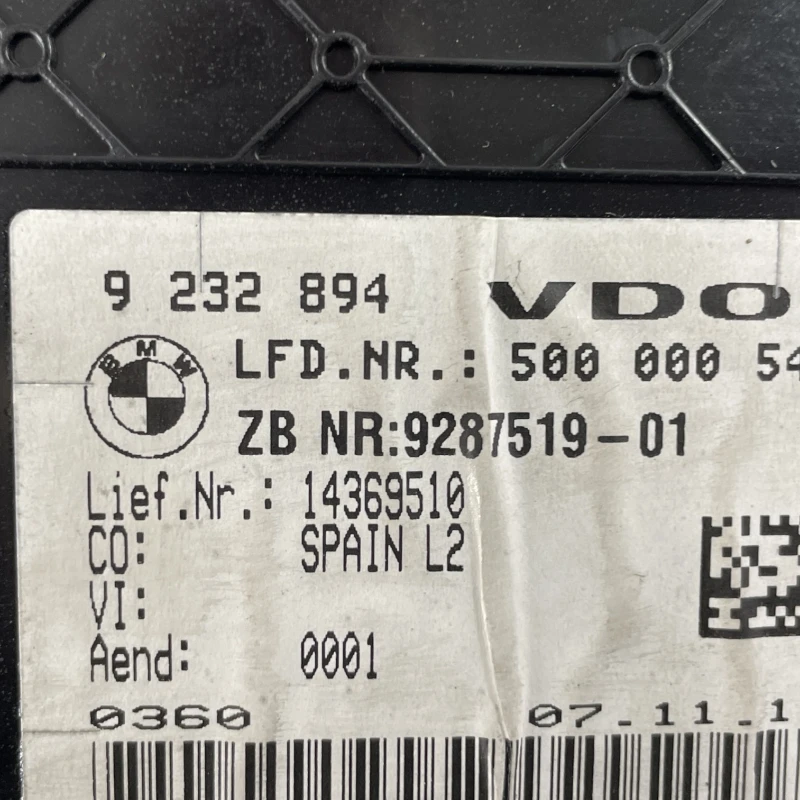 9 232 894 VDO
BMW
LFD.NR.: 500 000 54
ZB NR:9287519-01
Lief.Nr.: 14369510
CO: SPAIN L2
VI:
Aend: 0001
0360 07.11.1